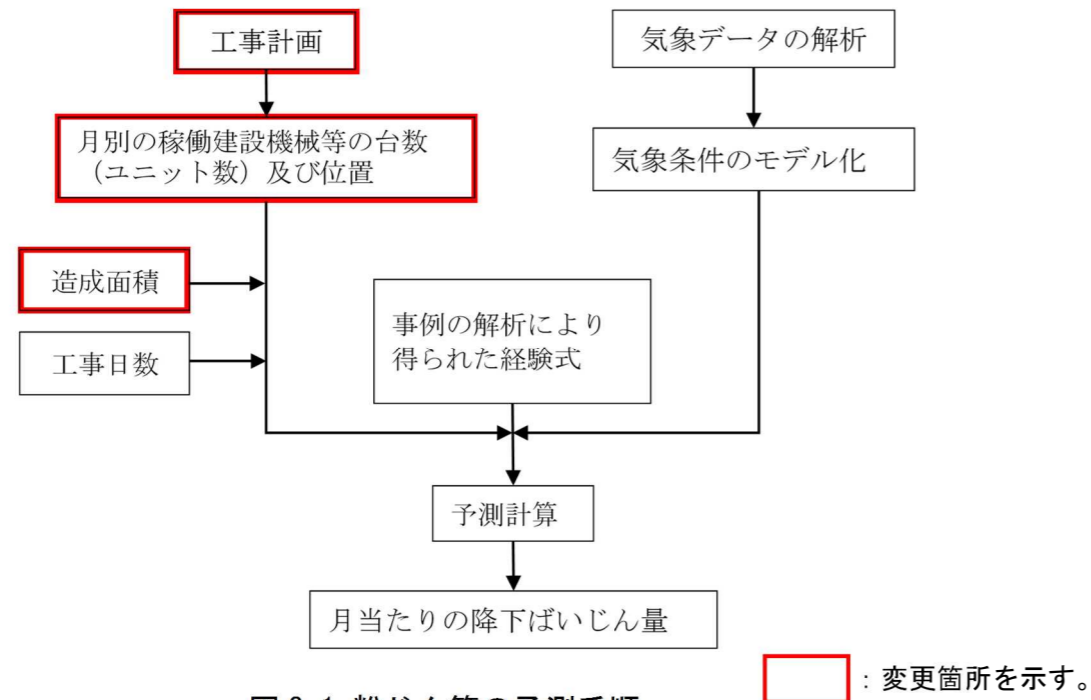 工事計画
気象データの解析
月別の稼働建設機械等の台数
（ユニット数）及び位置
気象条件のモデル化
造成面積
事例の解析により
得られた経験式
工事日数
予測計算
月当たりの降下ばいじん量
：変更箇所を示す。